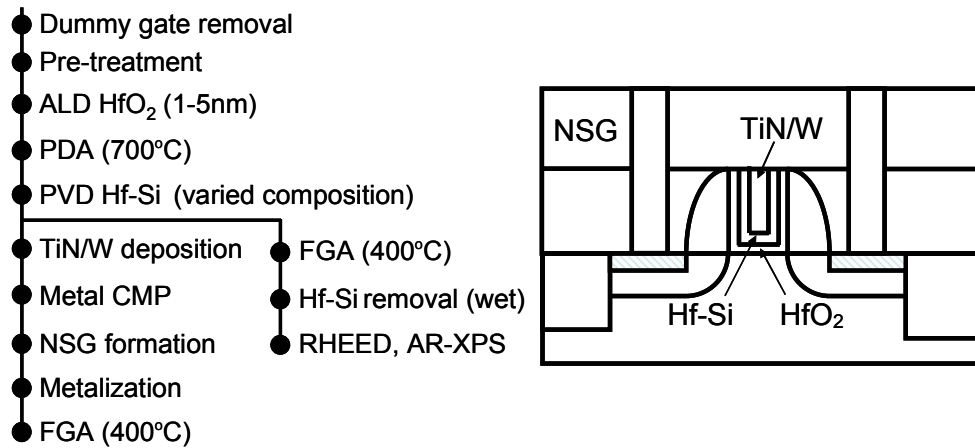 Dummy gate removal
Pre-treatment
ALD HfO₂ (1-5nm)
PDA (700ºC)
PVD Hf-Si (varied composition)
TiN/W deposition
Metal CMP
NSG formation
Metalization
FGA (400ºC)
FGA (400ºC)
Hf-Si removal (wet)
RHEED, AR-XPS
NSG
TiN/W
Hf-Si
HfO₂